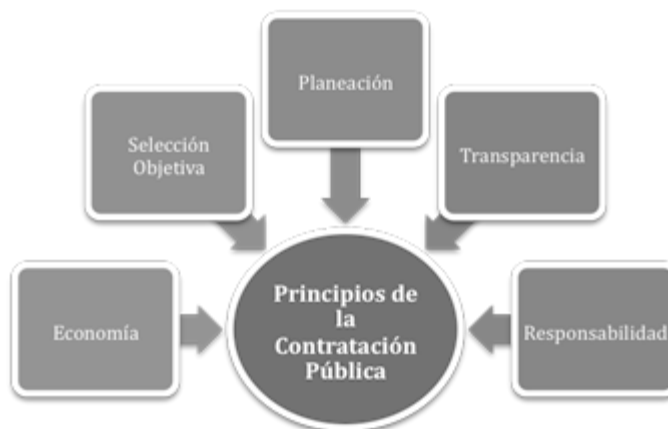 Planeación
Selección
Objetiva
Transparencia
Economía
Principios de
la
Contratación
Pública
Responsabilidad